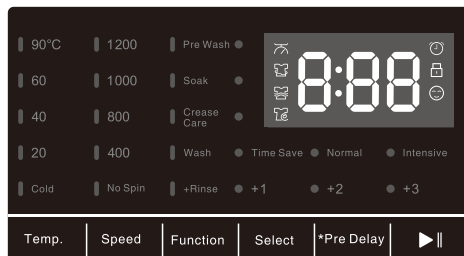 90°C 1200 Pre Wash
60 1000 Soak
40 800 Crease
Care
8:88
20 400 Wash Time Save Normal Intensive
Cold No Spin +Rinse +1 +2 +3
Temp. Speed Function Select *Pre Delay